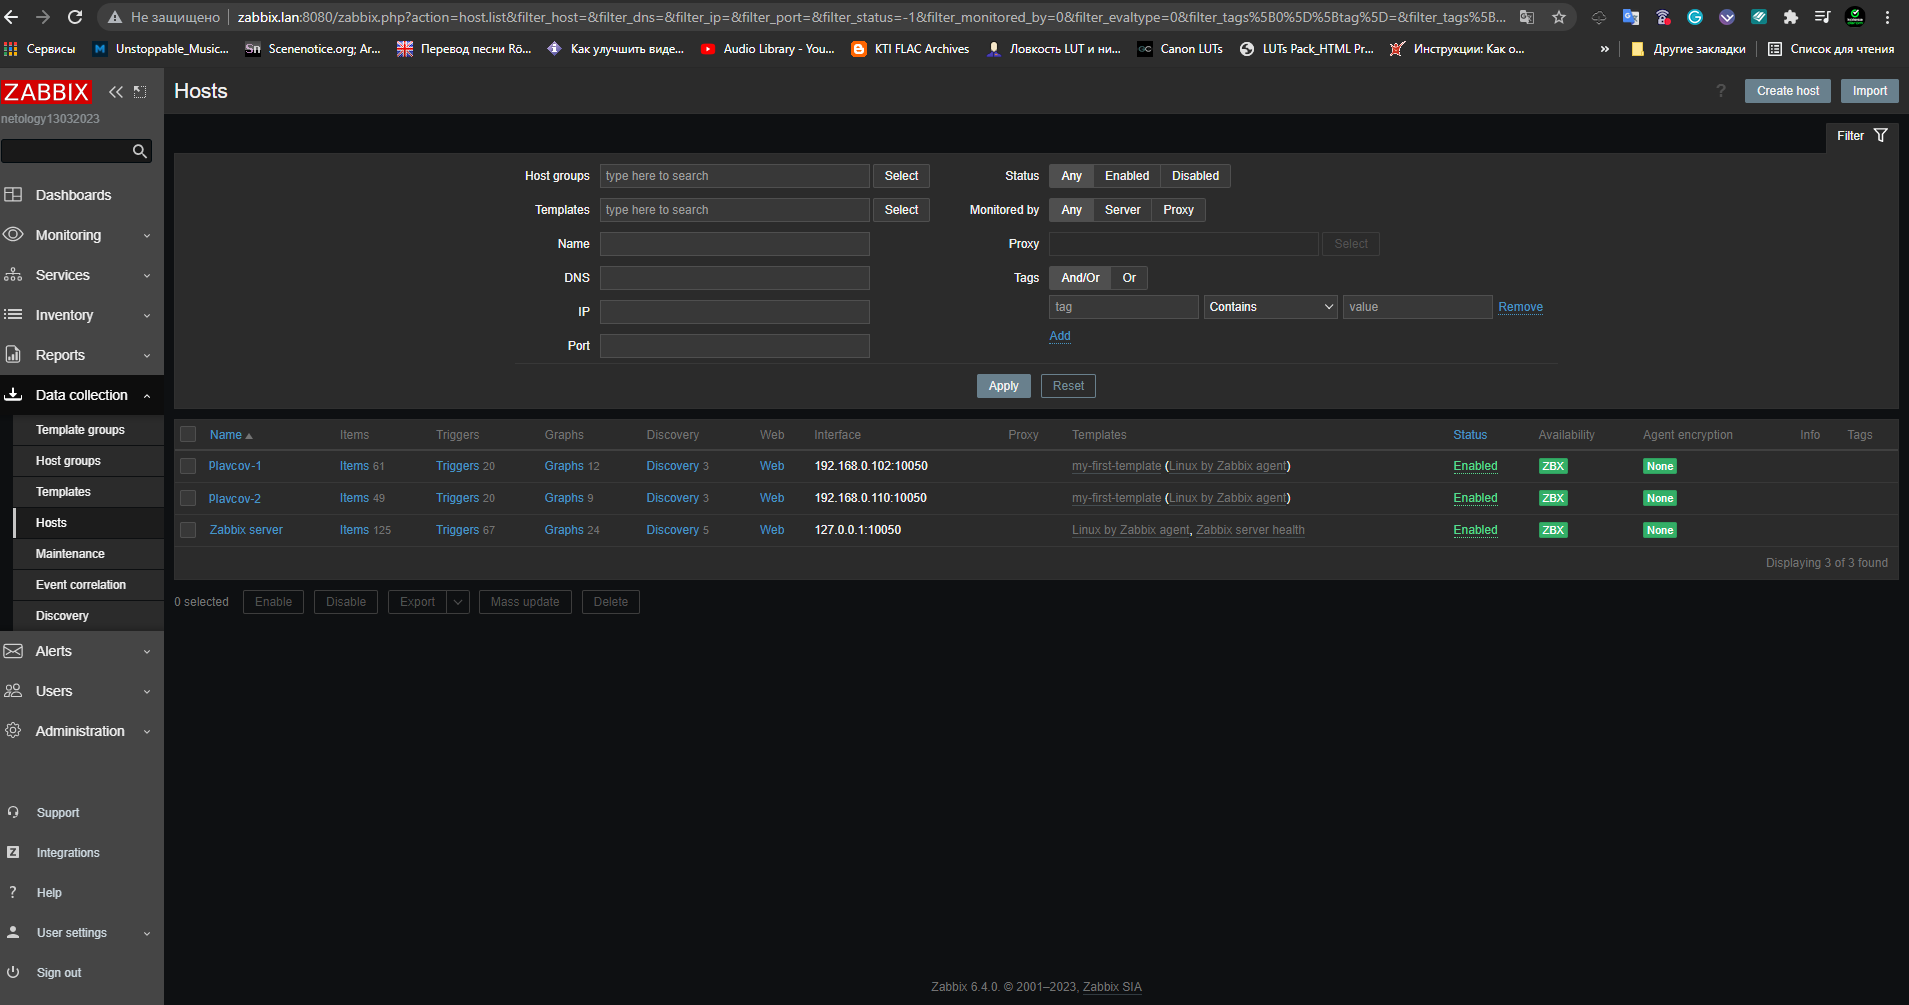 Не защищено | zabbix.lan:8080/zabbix.php?action=host.list&filter_host=&filter_dns=&filter_ip=&filter_port=&filter_status=-1&filter_monitored_by=0&filter_evaltype=0&filter_tags%5B0%5D%5Btag%5D=&filter_tags%5B...
Сервисы Unstoppable_Music... Scenenotice.org; Ar... Перевод песни Rö... Как улучшить виде... Audio Library - You... KTI FLAC Archives Ловкость LUT и ни... Canon LUTs LUTs Pack_HTML Pr... Инструкции: Как о... » Другие закладки Список для чтения
ZABBIX
netology13032023
Dashboards
Monitoring
Services
Inventory
Reports
Data collection
Template groups
Host groups
Templates
Hosts
Maintenance
Event correlation
Discovery
Alerts
Users
Administration
Support
Integrations
Help
User settings
Sign out
Hosts
? Create host Import
Filter
Host groups type here to search Select
Templates type here to search Select
Name
DNS
IP
Port
Status Any Enabled Disabled
Monitored by Any Server Proxy
Proxy Select
Tags And/Or Or
tag Contains value Remove
Add
Apply Reset
Name Items Triggers Graphs Discovery Web Interface Proxy Templates Status Availability Agent encryption Info Tags
plavcov-1 Items 61 Triggers 20 Graphs 12 Discovery 3 Web 192.168.0.102:10050 my-first-template (Linux by Zabbix agent) Enabled ZBX None
plavcov-2 Items 49 Triggers 20 Graphs 9 Discovery 3 Web 192.168.0.110:10050 my-first-template (Linux by Zabbix agent) Enabled ZBX None
Zabbix server Items 125 Triggers 67 Graphs 24 Discovery 5 Web 127.0.0.1:10050 Linux by Zabbix agent, Zabbix server health Enabled ZBX None
Displaying 3 of 3 found
0 selected Enable Disable Export Mass update Delete
Zabbix 6.4.0. © 2001–2023, Zabbix SIA